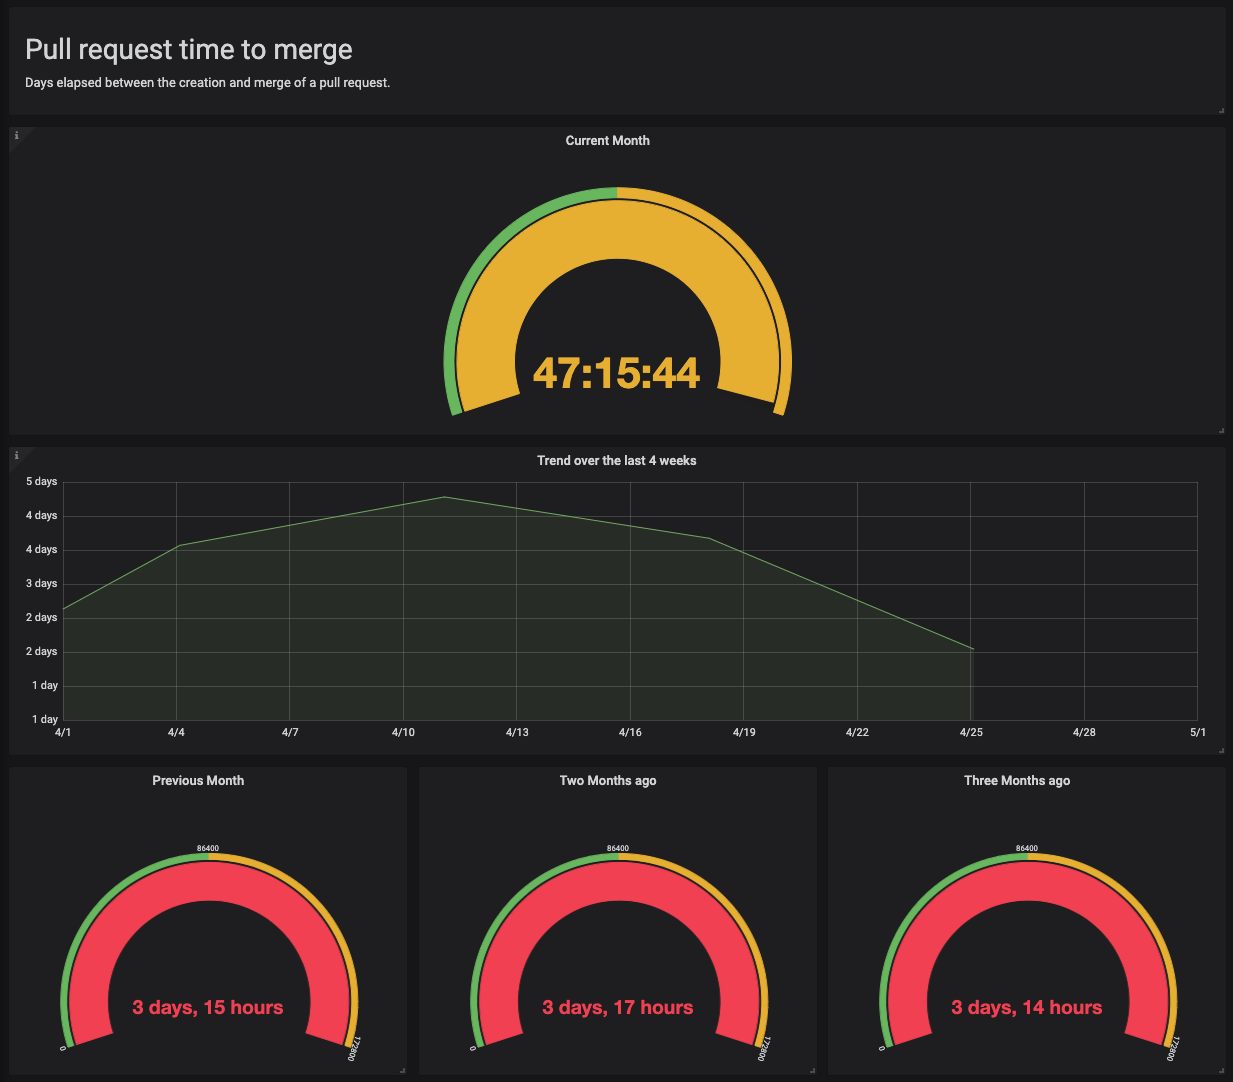 Pull request time to merge
Days elapsed between the creation and merge of a pull request.
i
Current Month
47:15:44
i
Trend over the last 4 weeks
5 days
4 days
4 days
3 days
2 days
2 days
1 day
1 day
4/1 4/4 4/7 4/10 4/13 4/16 4/19 4/22 4/25 4/28 5/1
Previous Month
86400
3 days, 15 hours
0 172800
Two Months ago
86400
3 days, 17 hours
0 172800
Three Months ago
86400
3 days, 14 hours
0 172800